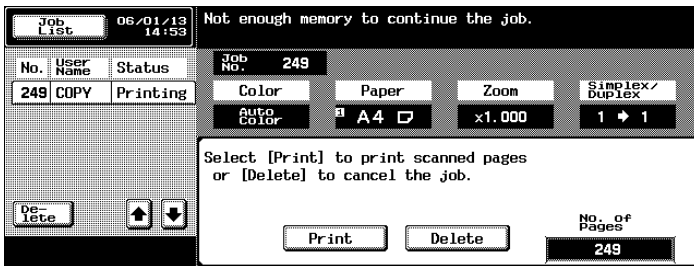 Job List
06/01/13
14:53
Not enough memory to continue the job.
No. User Name Status
249 COPY Printing
De-lete
Job No. 249
Color Paper Zoom Simplex/Duplex
Auto Color 1 A4 ×1.000 1 → 1
Select [Print] to print scanned pages
or [Delete] to cancel the job.
Print Delete
No. of Pages
249